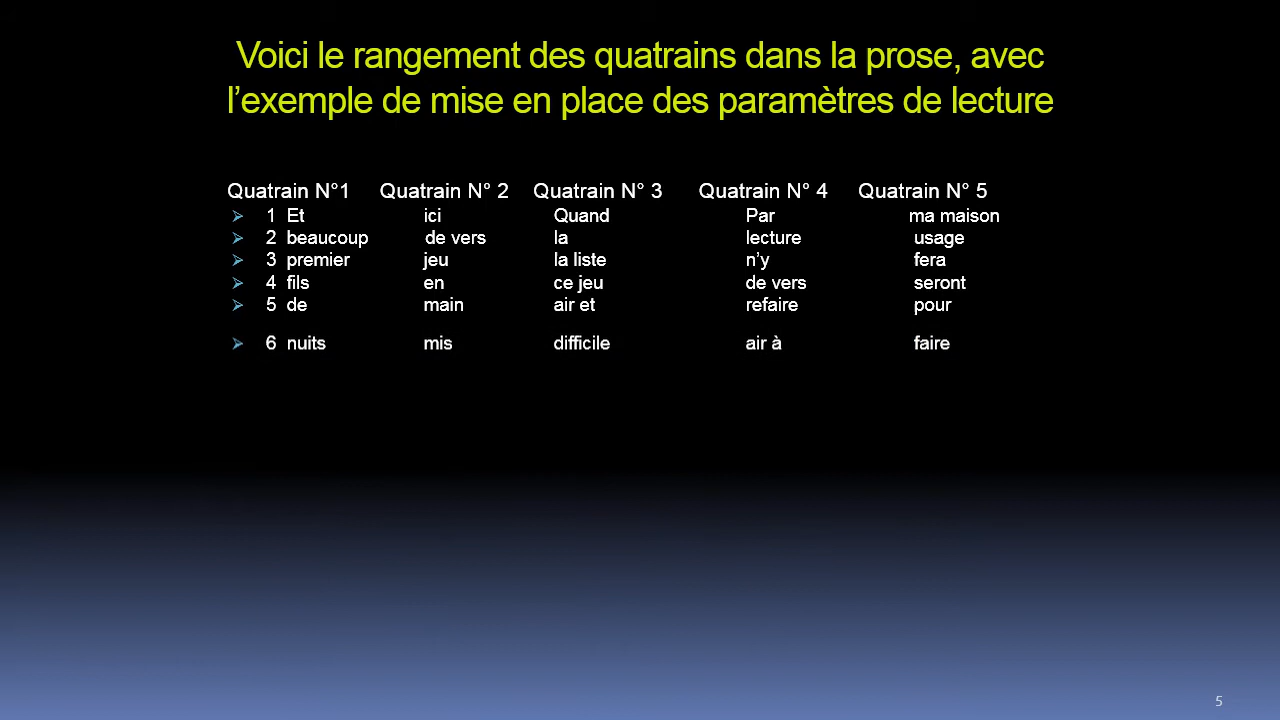 Voici le rangement des quatrains dans la prose, avec
l’exemple de mise en place des paramètres de lecture
Quatrain N°1 Quatrain N° 2 Quatrain N° 3 Quatrain N° 4 Quatrain N° 5
➢ 1 Et ici Quand Par ma maison
➢ 2 beaucoup de vers la lecture usage
➢ 3 premier jeu la liste n’y fera
➢ 4 fils en ce jeu de vers seront
➢ 5 de main air et refaire pour
➢ 6 nuits mis difficile air à faire
5